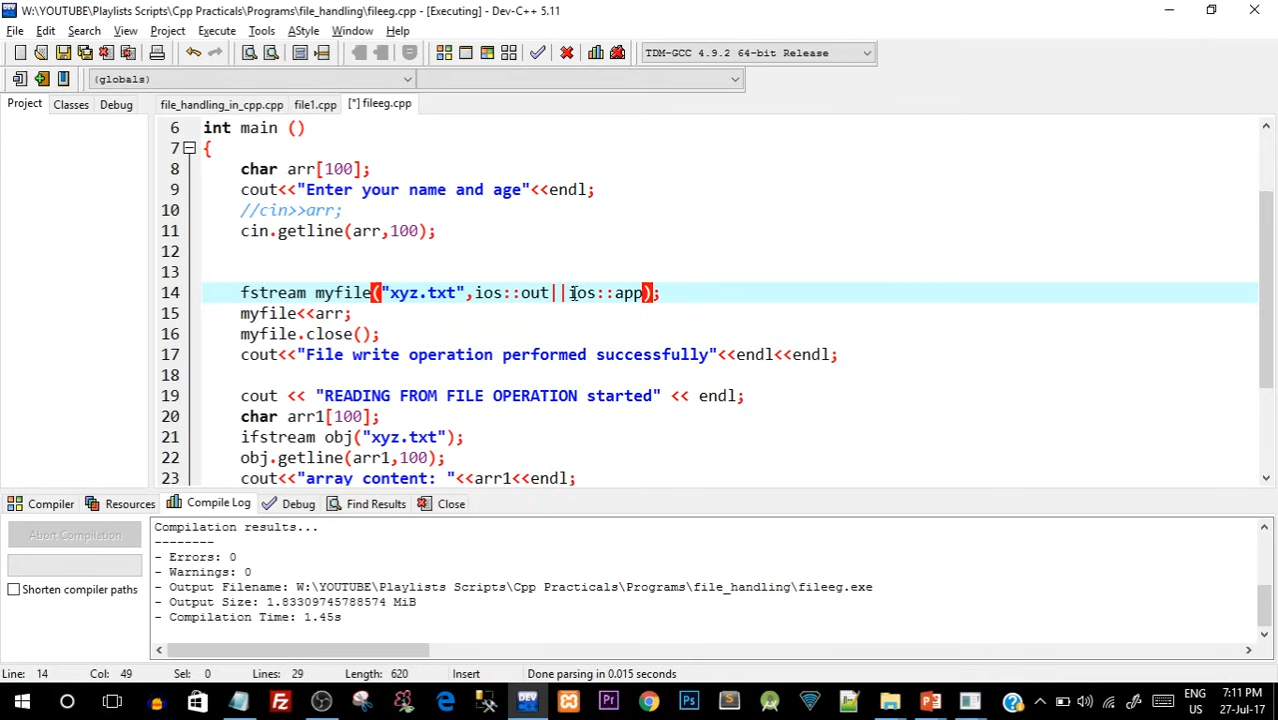 W:\YOUTUBE\Playlists Scripts\Cpp Practicals\Programs\file_handling\fileeg.cpp - [Executing] - Dev-C++ 5.11
File Edit Search View Project Execute Tools AStyle Window Help
TDM-GCC 4.9.2 64-bit Release
(globals)
Project Classes Debug file_handling_in_cpp.cpp file1.cpp [*] fileeg.cpp
6 int main ()
7 {
8 char arr[100];
9 cout<<"Enter your name and age"<<endl;
10 //cin>>arr;
11 cin.getline(arr,100);
12
13
14 fstream myfile("xyz.txt",ios::out||ios::app);
15 myfile<<arr;
16 myfile.close();
17 cout<<"File write operation performed successfully"<<endl<<endl;
18
19 cout << "READING FROM FILE OPERATION started" << endl;
20 char arr1[100];
21 ifstream obj("xyz.txt");
22 obj.getline(arr1,100);
23 cout<<"array content: "<<arr1<<endl;
Compiler Resources Compile Log Debug Find Results Close
Abort Compilation
Shorten compiler paths
Compilation results...
--------
- Errors: 0
- Warnings: 0
- Output Filename: W:\YOUTUBE\Playlists Scripts\Cpp Practicals\Programs\file_handling\fileeg.exe
- Output Size: 1.83309745788574 MiB
- Compilation Time: 1.45s
Line: 14 Col: 49 Sel: 0 Lines: 29 Length: 620 Insert Done parsing in 0.015 seconds
DEV Pr Ps S
ENG 7:11 PM
US 27-Jul-17